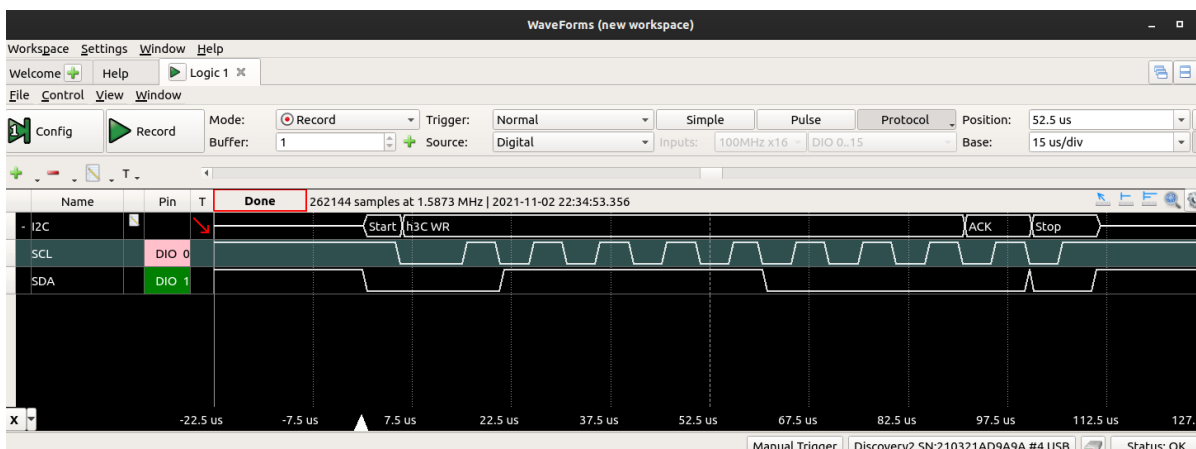 WaveForms (new workspace)
Workspace Settings Window Help
Welcome Help Logic 1
File Control View Window
1 Config Record Mode: Record Trigger: Normal Simple Pulse Protocol Position: 52.5 us
Buffer: 1 Source: Digital Inputs: 100MHz x16 DIO 0..15 Base: 15 us/div
T
Name Pin T Done 262144 samples at 1.5873 MHz | 2021-11-02 22:34:53.356
I2C Start h3C WR ACK Stop
SCL DIO 0
SDA DIO 1
X -22.5 us -7.5 us 7.5 us 22.5 us 37.5 us 52.5 us 67.5 us 82.5 us 97.5 us 112.5 us 127.
Manual Trigger Discovery2 SN:210321AD9A9A #4 USB Status: OK